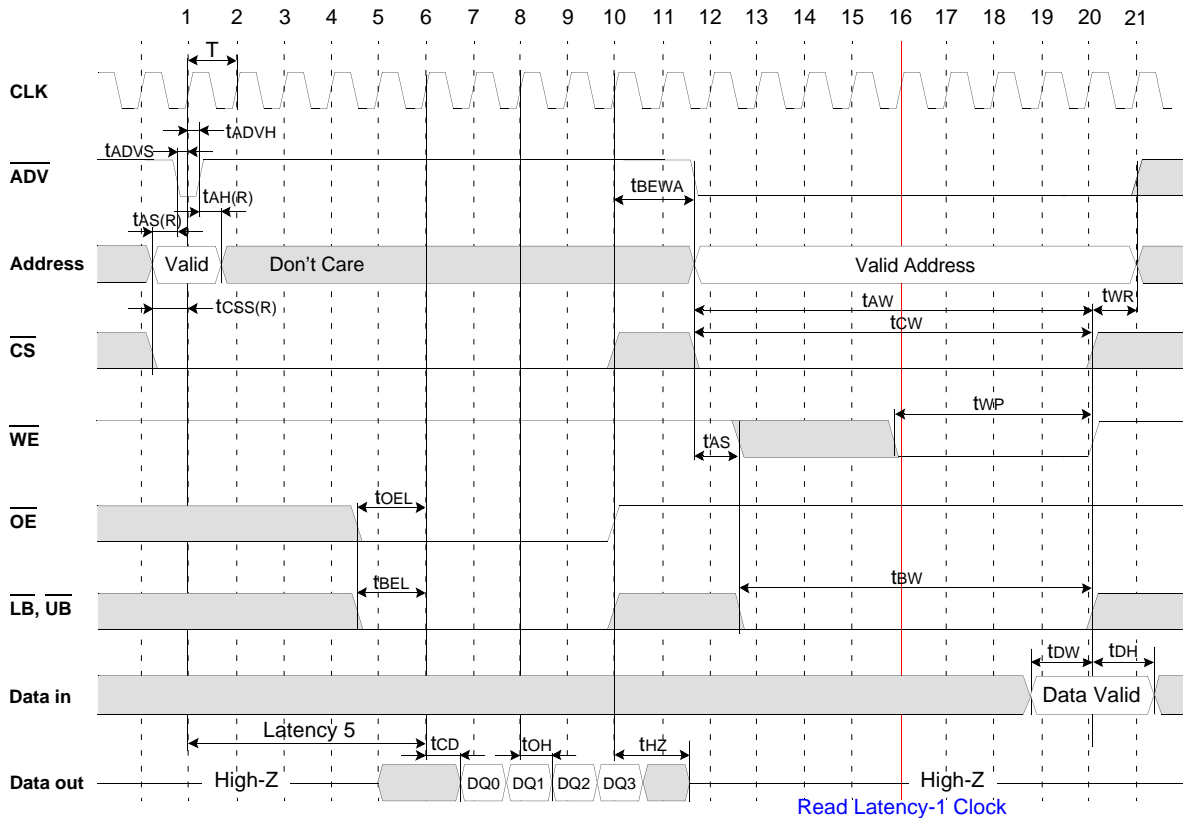 1 2 3 4 5 6 7 8 9 10 11 12 13 14 15 16 17 18 19 20 21
T
CLK
tADVH
tADVS
ADV
tBEWA
tAH(R)
tAS(R)
Address Valid Don't Care Valid Address
tCSS(R) tAW tWR
tCW
CS
tWP
WE
tAS
tOEL
OE
tBEL tBW
LB, UB
tDW tDH
Data in Data Valid
Latency 5 tCD tOH tHZ
Data out High-Z DQ0 DQ1 DQ2 DQ3 High-Z
Read Latency-1 Clock